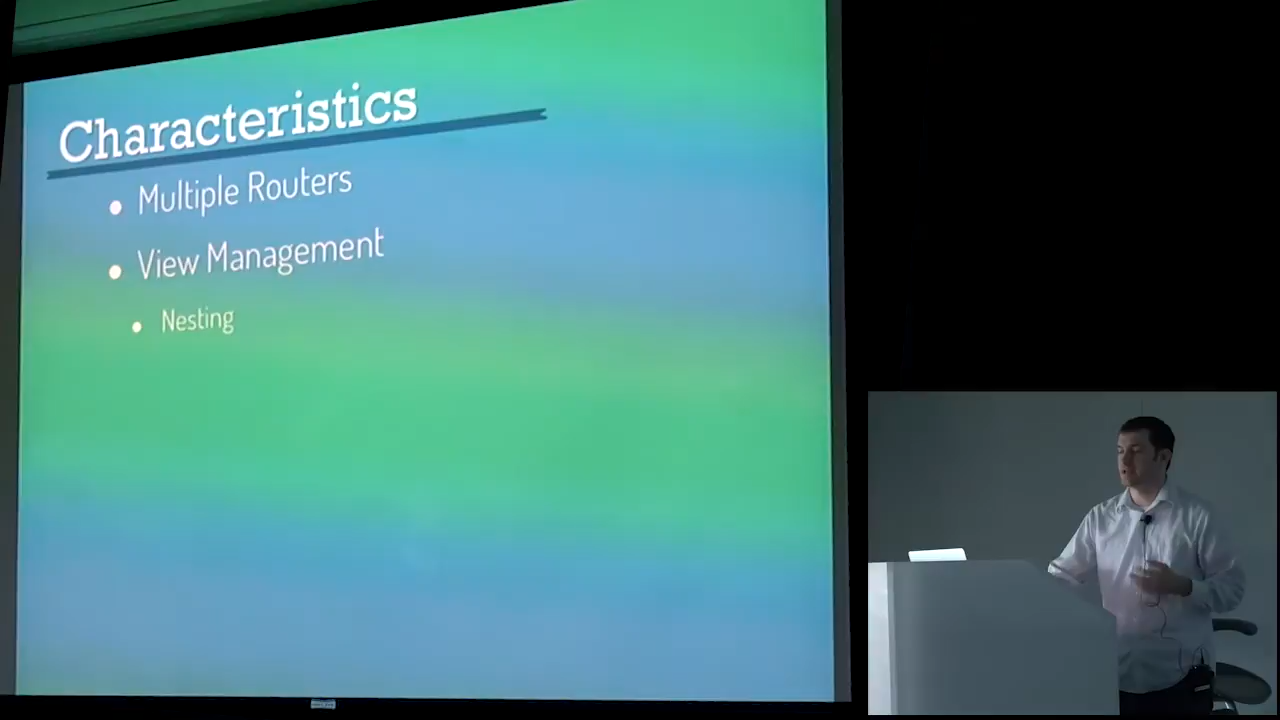 Characteristics
Multiple Routers
View Management
Nesting